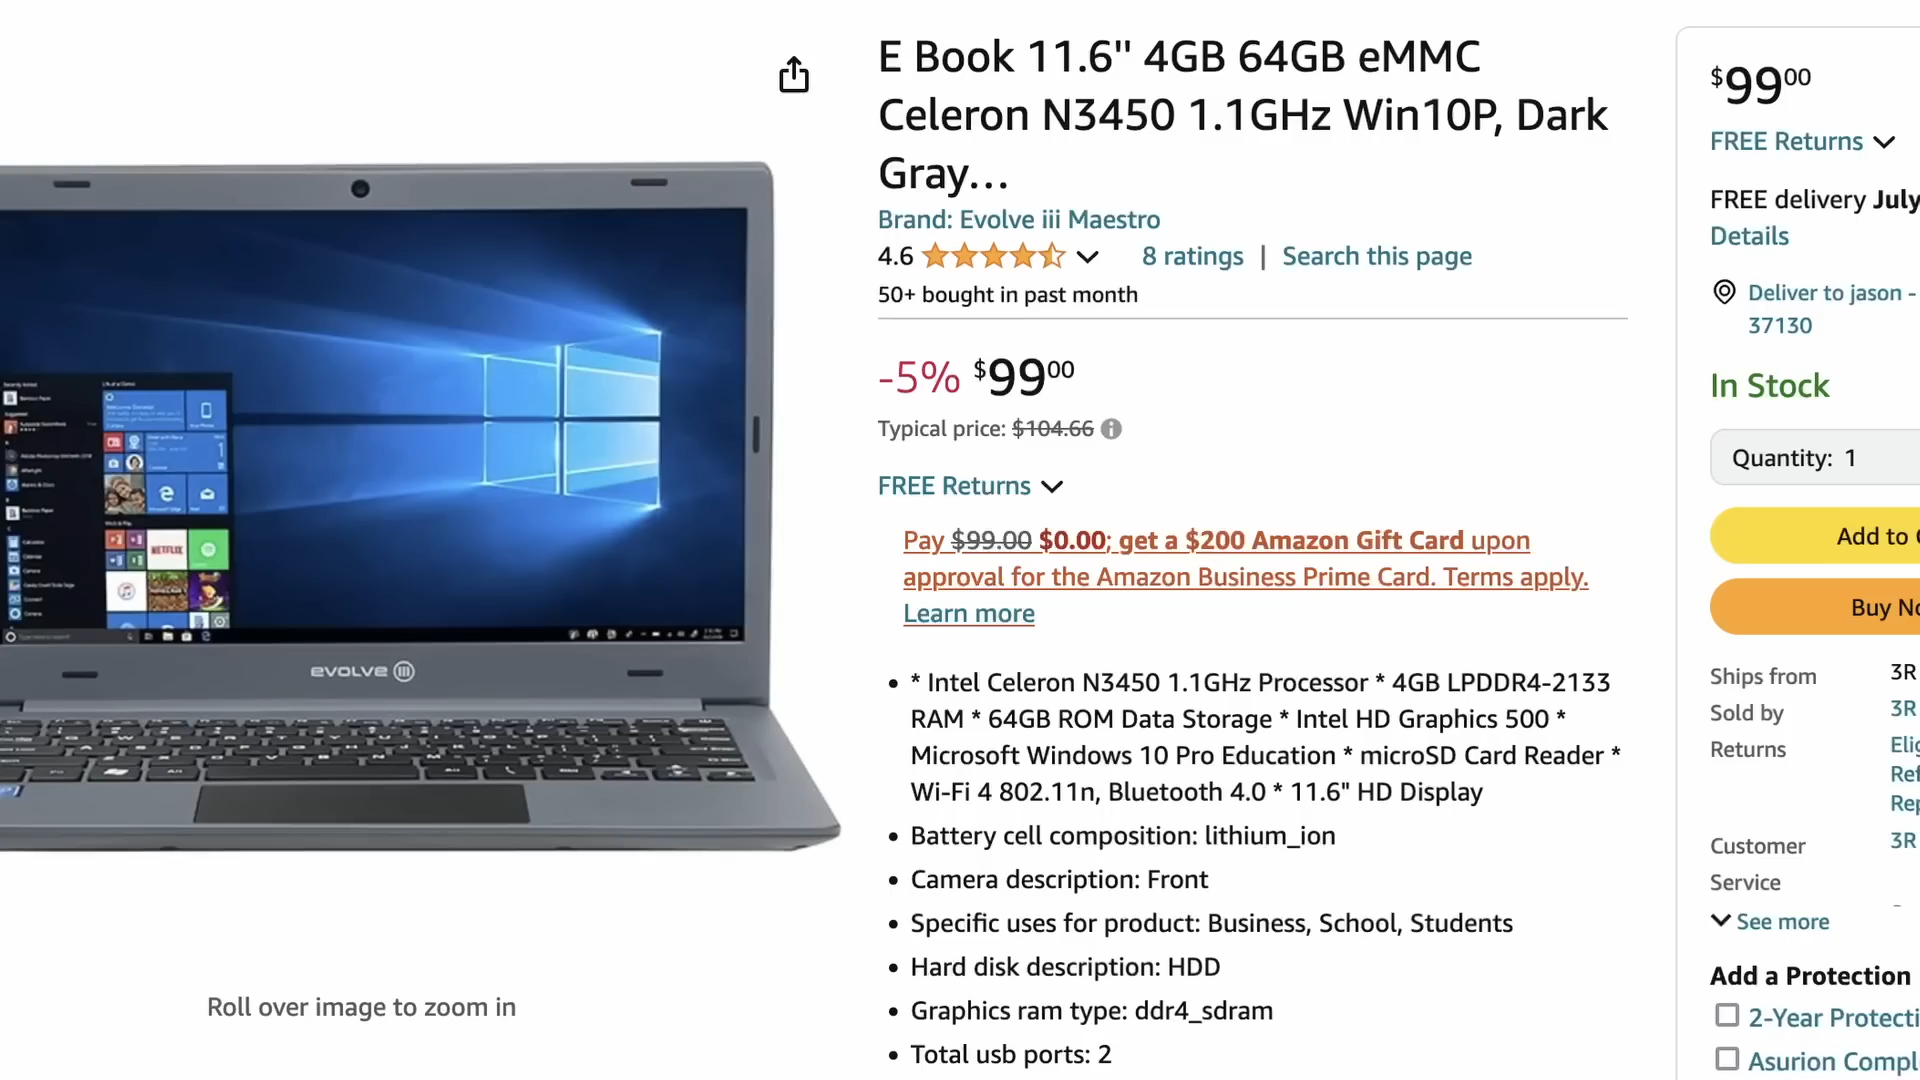 E Book 11.6" 4GB 64GB eMMC
Celeron N3450 1.1GHz Win10P, Dark
Gray...
Brand: Evolve iii Maestro
4.6
8 ratings | Search this page
50+ bought in past month
-5% $9900
Typical price: $104.66
FREE Returns
Pay $99.00 $0.00; get a $200 Amazon Gift Card upon
approval for the Amazon Business Prime Card. Terms apply.
Learn more
• * Intel Celeron N3450 1.1GHz Processor * 4GB LPDDR4-2133
RAM * 64GB ROM Data Storage * Intel HD Graphics 500 *
Microsoft Windows 10 Pro Education * microSD Card Reader *
Wi-Fi 4 802.11n, Bluetooth 4.0 * 11.6" HD Display
• Battery cell composition: lithium_ion
• Camera description: Front
• Specific uses for product: Business, School, Students
• Hard disk description: HDD
• Graphics ram type: ddr4_sdram
• Total usb ports: 2
EVOLVE III
NETFLIX
Roll over image to zoom in
$9900
FREE Returns
FREE delivery July
Details
Deliver to jason -
37130
In Stock
Quantity: 1
Add to
Buy No
Ships from 3R
Sold by 3R
Returns Elig
Ref
Rep
Customer 3R
Service
See more
Add a Protection
2-Year Protecti
Asurion Compl